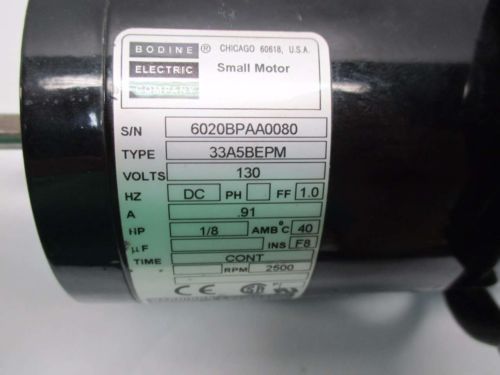 BODINE ® CHICAGO 60618, U.S.A.
ELECTRIC Small Motor
COMPANY
S/N 6020BPAA0080
TYPE 33A5BEPM
VOLTS 130
HZ DC PH FF 1.0
A .91
HP 1/8 AMB°C 40
μF INS F8
TIME CONT
RPM 2500
CE